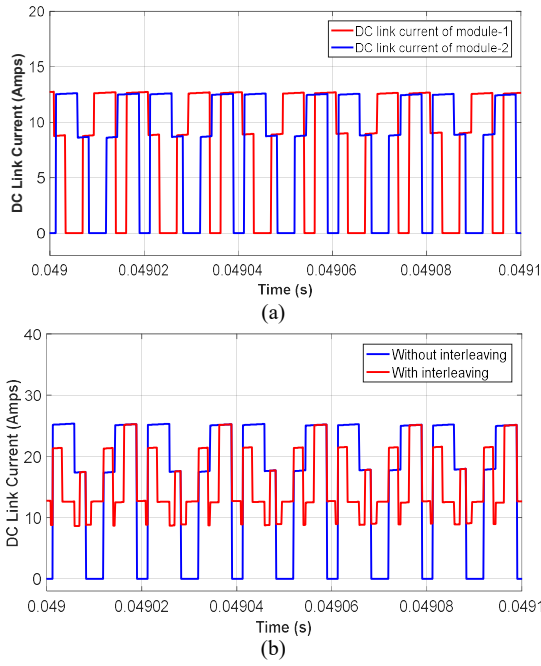 20
15
10
5
0
DC Link Current (Amps)
DC link current of module-1
DC link current of module-2
0.049 0.04902 0.04904 0.04906 0.04908 0.0491
Time (s)
(a)
40
30
20
10
0
DC Link Current (Amps)
Without interleaving
With interleaving
0.049 0.04902 0.04904 0.04906 0.04908 0.0491
Time (s)
(b)